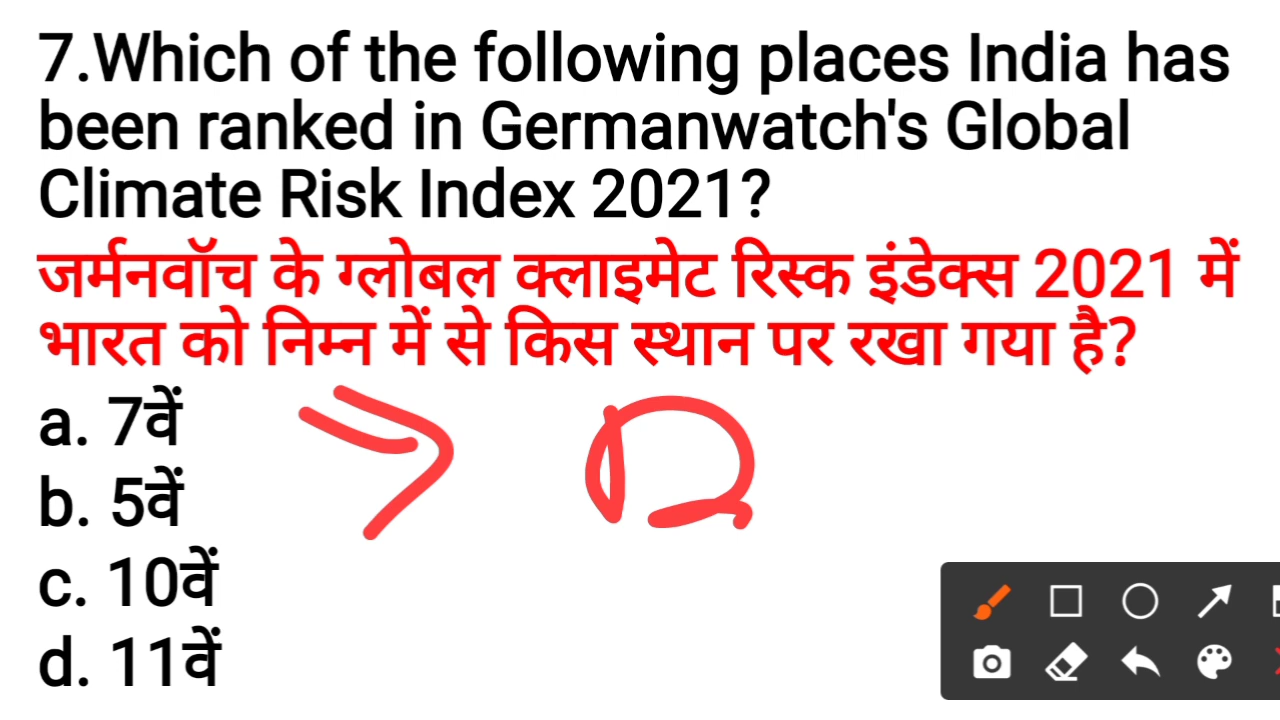 7.Which of the following places India has
been ranked in Germanwatch's Global
Climate Risk Index 2021?
जर्मनवॉच के ग्लोबल क्लाइमेट रिस्क इंडेक्स 2021 में
भारत को निम्न में से किस स्थान पर रखा गया है?
a. 7वें
b. 5वें
c. 10वें
d. 11वें